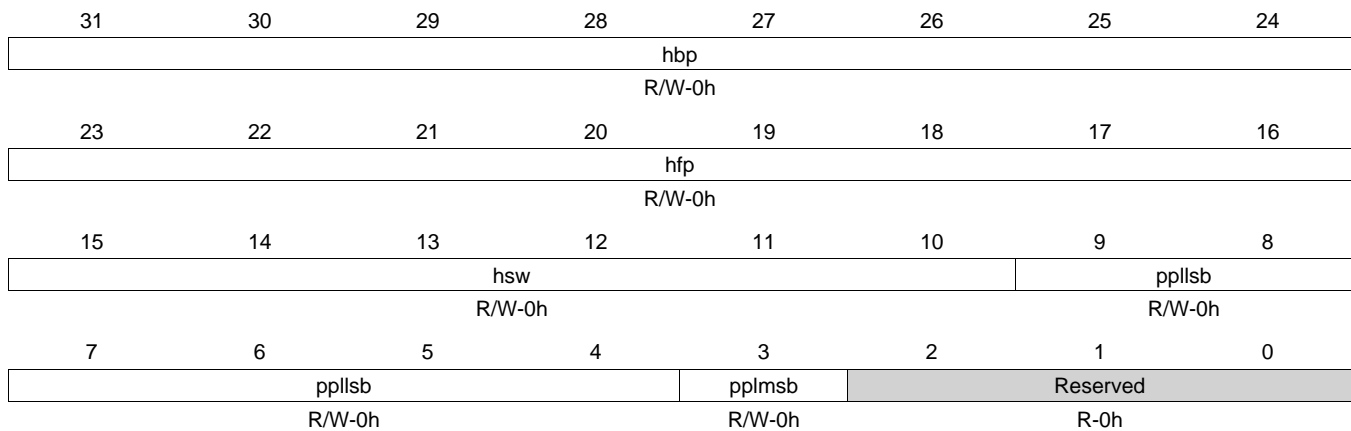 31 30 29 28 27 26 25 24
hbp
R/W-0h
23 22 21 20 19 18 17 16
hfp
R/W-0h
15 14 13 12 11 10 9 8
hsw ppllsb
R/W-0h R/W-0h
7 6 5 4 3 2 1 0
ppllsb pplmsb Reserved
R/W-0h R/W-0h R-0h